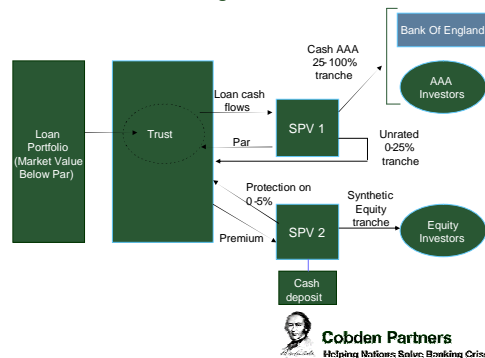 Bank Of England
Cash AAA
25-100%
tranche
AAA
Investors
Loan cash
flows
Loan
Portfolio
(Market Value
Below Par)
Trust
SPV 1
Par
Unrated
0-25%
tranche
Protection on
0-5%
Synthetic
Equity
tranche
SPV 2
Equity
Investors
Premium
Cash
deposit
Cobden Partners
Helping Nations Solve Banking Cris